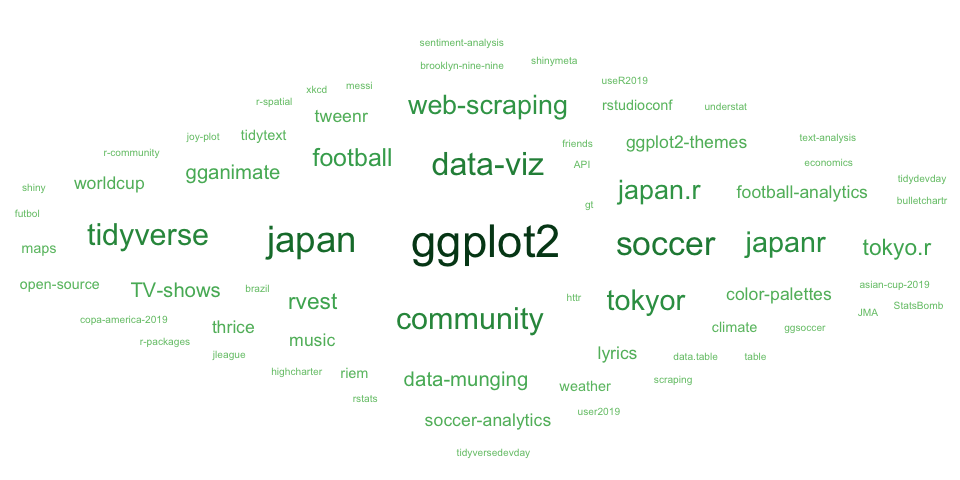 sentiment-analysis
brooklyn-nine-nine
shinymeta
useR2019
xkcd
messi
r-spatial
web-scraping
rstudioconf
understat
tweenr
joy-plot
tidytext
football
friends
ggplot2-themes
text-analysis
r-community
data-viz
API
economics
gganimate
worldcup
shiny
japan.r
football-analytics
tidydevday
bulletchartr
gt
futbol
tidyverse
japan
ggplot2
soccer
japanr
tokyo.r
maps
open-source
TV-shows
brazil
rvest
httr
tokyor
color-palettes
asian-cup-2019
StatsBomb
JMA
copa-america-2019
thrice
community
climate
ggsoccer
r-packages
music
jleague
lyrics
data.table
table
highcharter
riem
data-munging
weather
scraping
rstats
soccer-analytics
user2019
tidyversedevday